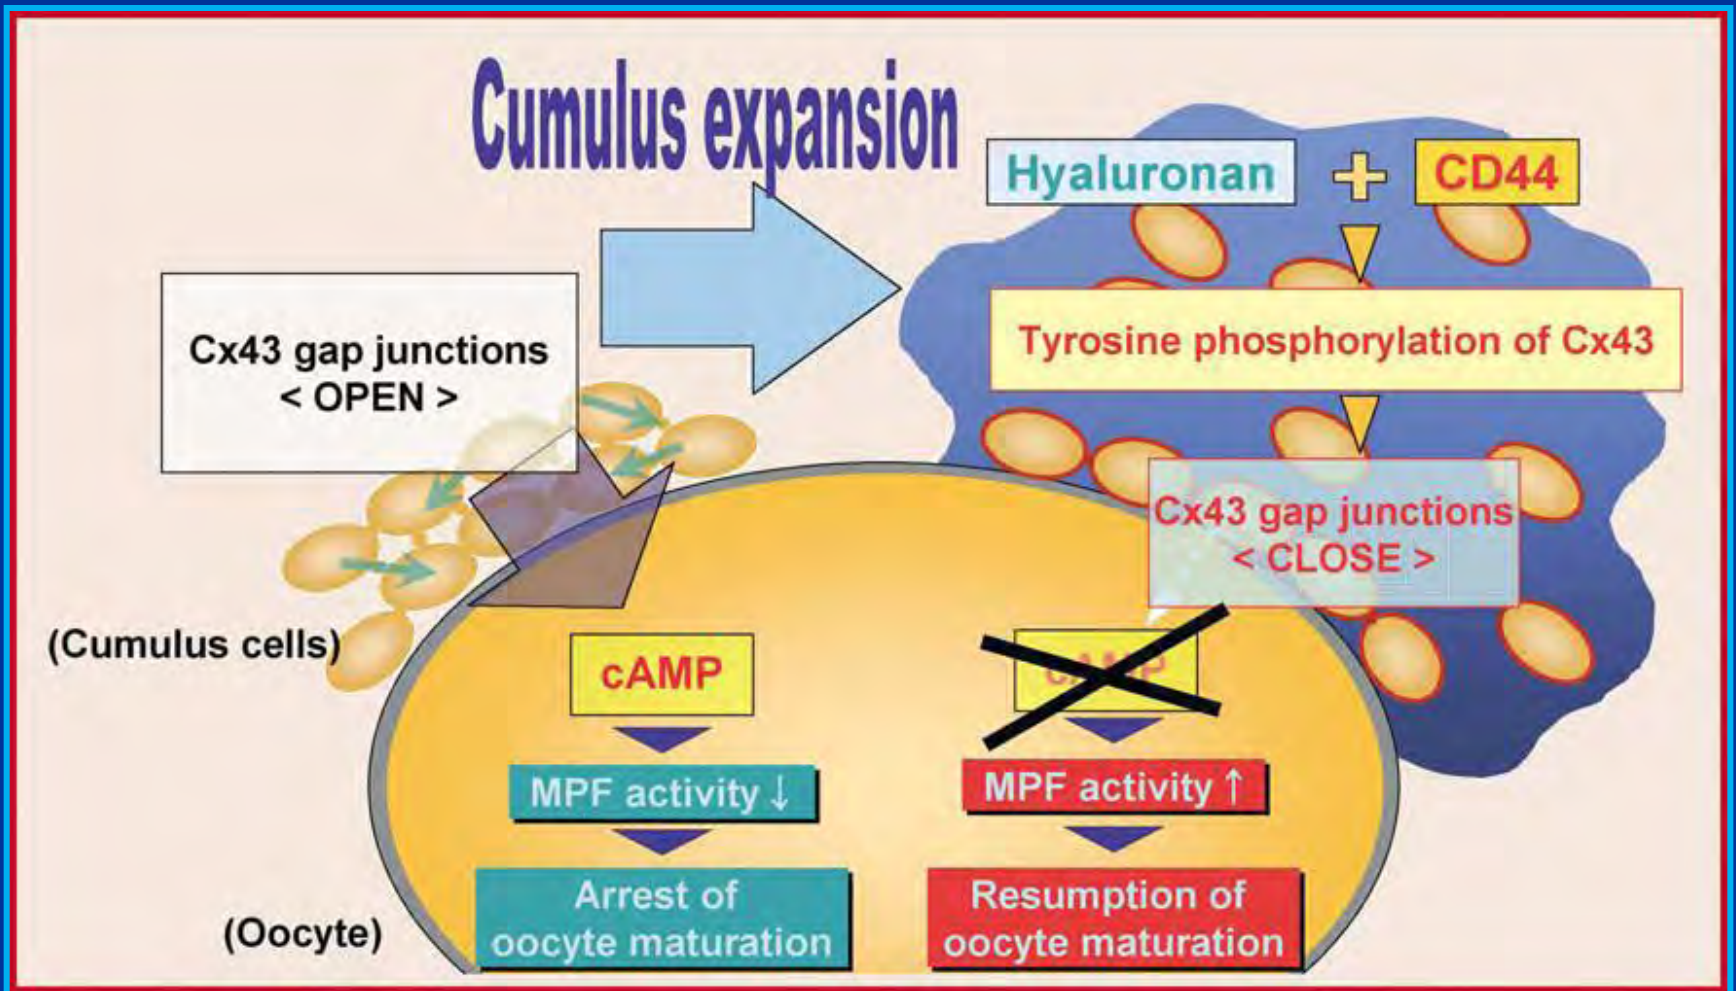 Cumulus expansion
Hyaluronan + CD44
Cx43 gap junctions
< OPEN >
Tyrosine phosphorylation of Cx43
Cx43 gap junctions
< CLOSE >
(Cumulus cells)
cAMP
cAMP
MPF activity ↓
MPF activity ↑
Arrest of
oocyte maturation
Resumption of
oocyte maturation
(Oocyte)